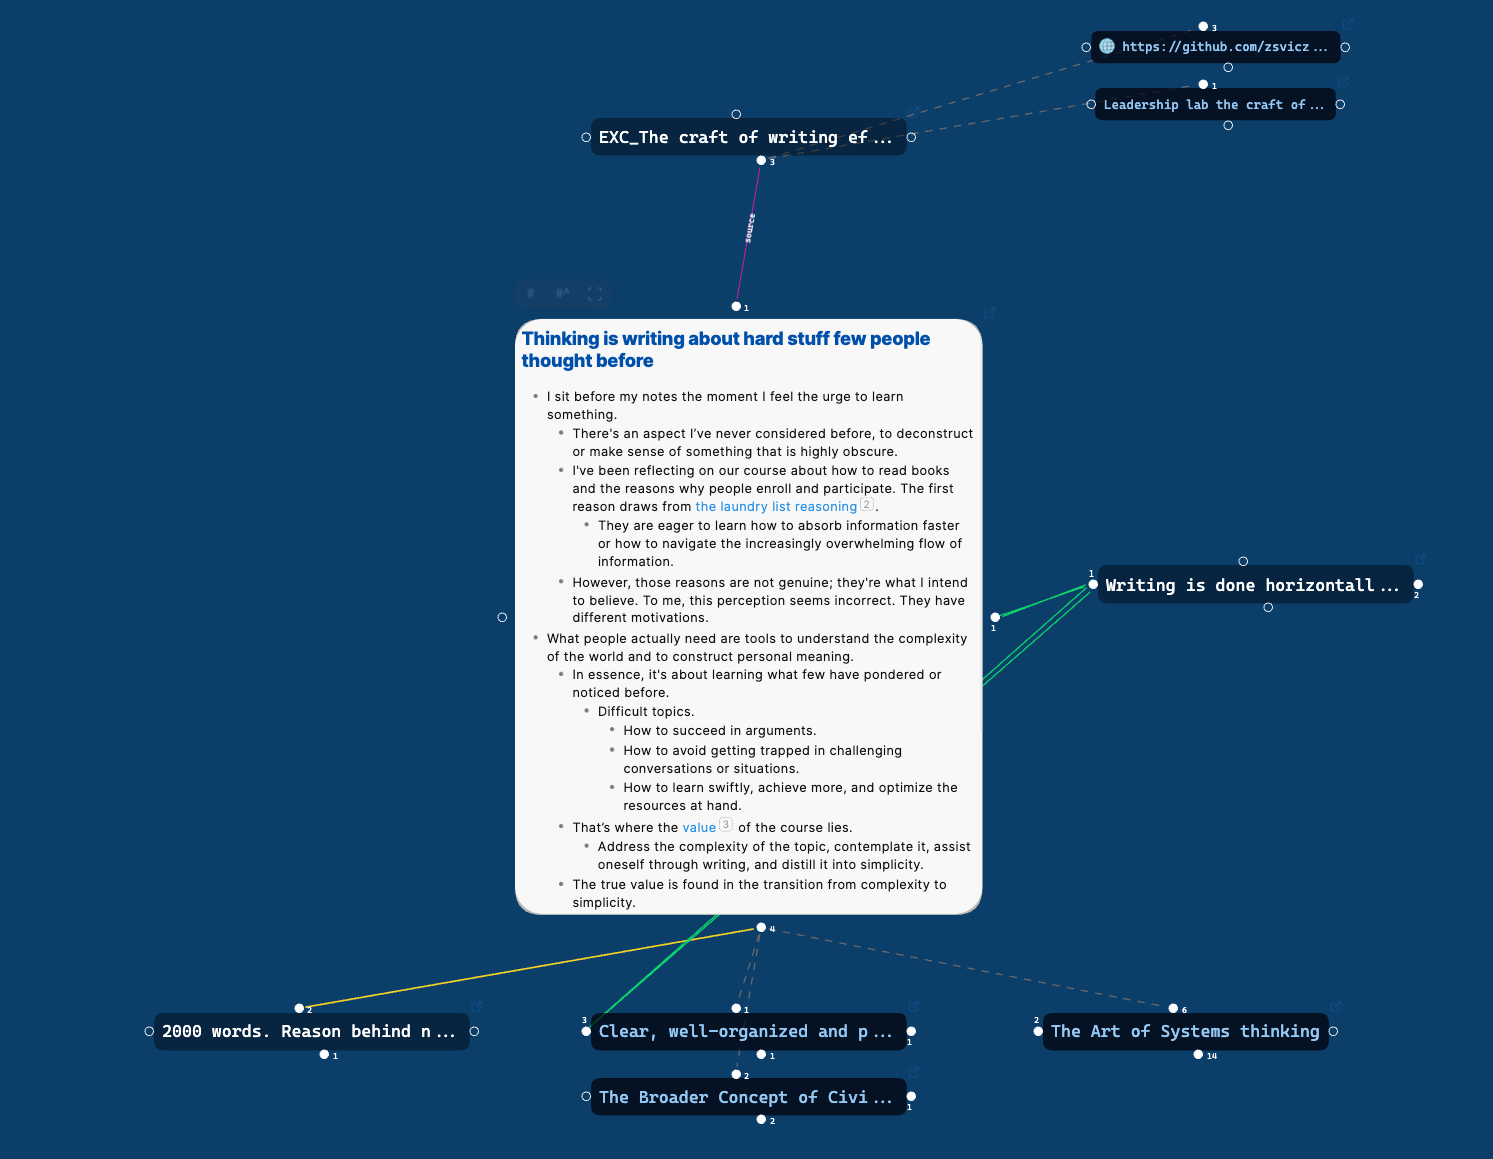 3
https://github.com/zsvicz...
1
Leadership lab the craft of...
EXC_The craft of writing ef...
3
source
# #^
1
Thinking is writing about hard stuff few people
thought before
I sit before my notes the moment I feel the urge to learn
something.
There's an aspect I’ve never considered before, to deconstruct
or make sense of something that is highly obscure.
I've been reflecting on our course about how to read books
and the reasons why people enroll and participate. The first
reason draws from the laundry list reasoning 2.
They are eager to learn how to absorb information faster
or how to navigate the increasingly overwhelming flow of
information.
However, those reasons are not genuine; they're what I intend
to believe. To me, this perception seems incorrect. They have
different motivations.
What people actually need are tools to understand the complexity
of the world and to construct personal meaning.
In essence, it's about learning what few have pondered or
noticed before.
Difficult topics.
How to succeed in arguments.
How to avoid getting trapped in challenging
conversations or situations.
How to learn swiftly, achieve more, and optimize the
resources at hand.
That’s where the value 3 of the course lies.
Address the complexity of the topic, contemplate it, assist
oneself through writing, and distill it into simplicity.
The true value is found in the transition from complexity to
simplicity.
1
1
Writing is done horizontall...
2
4
2
2000 words. Reason behind n...
1
1
3
Clear, well-organized and p...
1
1
2
The Broader Concept of Civi...
1
2
6
2
The Art of Systems thinking
14